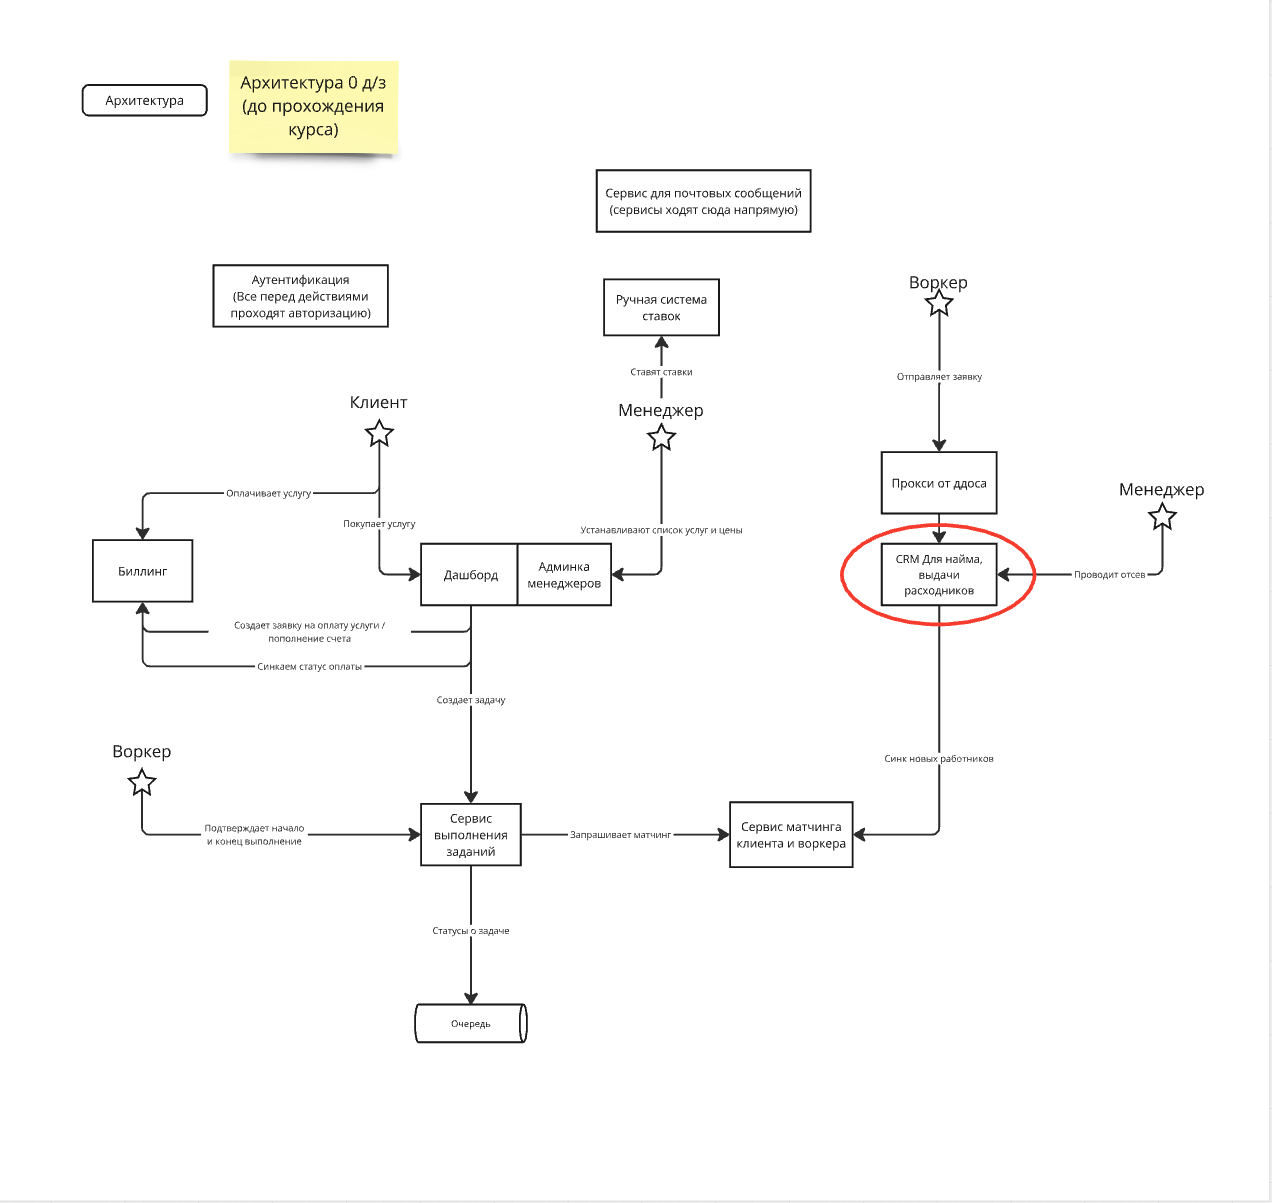 Архитектура
Архитектура 0 д/з
(до прохождения
курса)
Сервис для почтовых сообщений
(сервисы ходят сюда напрямую)
Аутентификация
(Все перед действиями
проходят авторизацию)
Ручная система
ставок
Воркер
Ставят ставки
Отправляет заявку
Клиент
Менеджер
Оплачивает услугу
Покупает услугу
Устанавливают список услуг и цены
Прокси от ддоса
Менеджер
Биллинг
Дашборд
Админка
менеджеров
CRM Для найма,
выдачи
расходников
Проводит отсев
Создает заявку на оплату услуги /
пополнение счета
Синкаем статус оплаты
Создает задачу
Воркер
Синк новых работников
Подтверждает начало
и конец выполнение
Сервис
выполнения
заданий
Запрашивает матчинг
Сервис матчинга
клиента и воркера
Статусы о задаче
Очередь